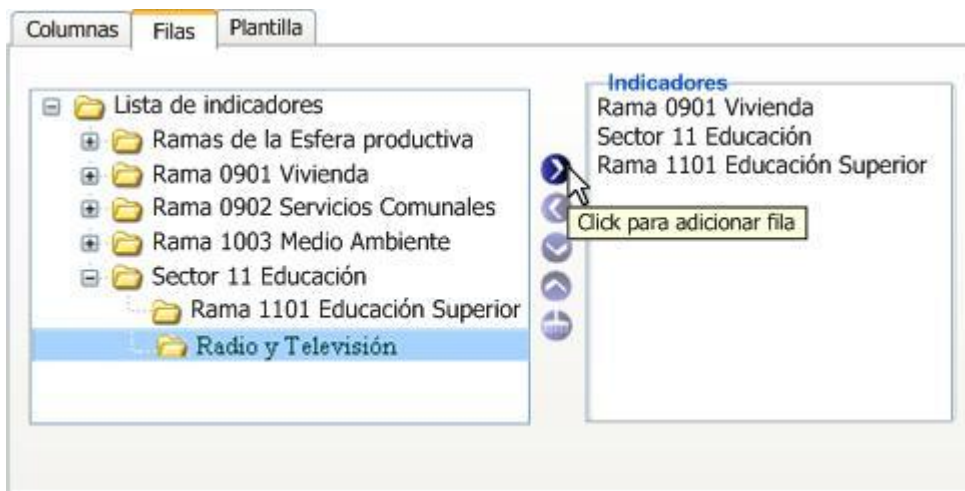 Columnas
Filas
Plantilla
Lista de indicadores
Ramas de la Esfera productiva
Rama 0901 Vivienda
Rama 0902 Servicios Comunales
Rama 1003 Medio Ambiente
Sector 11 Educación
Rama 1101 Educación Superior
Radio y Televisión
Click para adicionar fila
Indicadores
Rama 0901 Vivienda
Sector 11 Educación
Rama 1101 Educación Superior